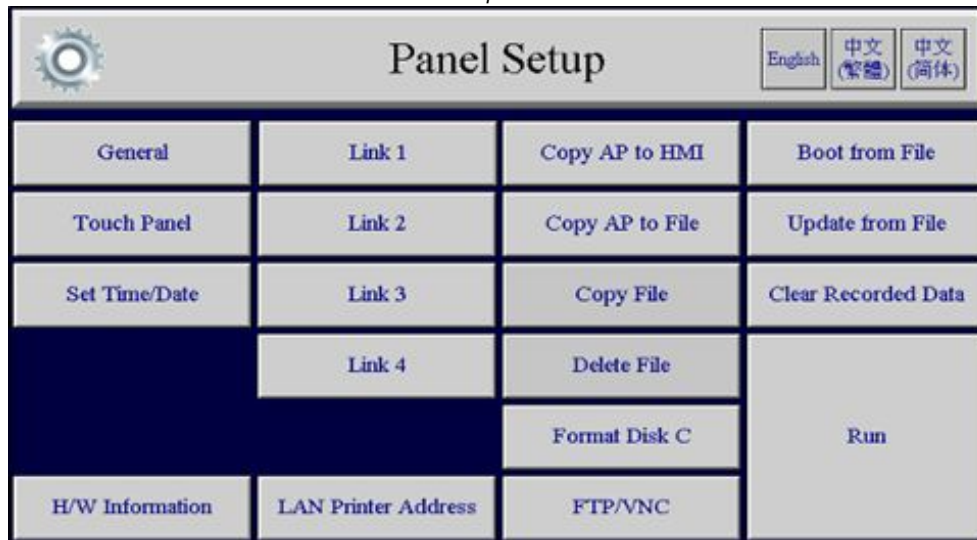 Panel Setup
English
中文
(繁體)
中文
(简体)
General
Link 1
Copy AP to HMI
Boot from File
Touch Panel
Link 2
Copy AP to File
Update from File
Set Time/Date
Link 3
Copy File
Clear Recorded Data
Link 4
Delete File
Format Disk C
Run
H/W Information
LAN Printer Address
FTP/VNC